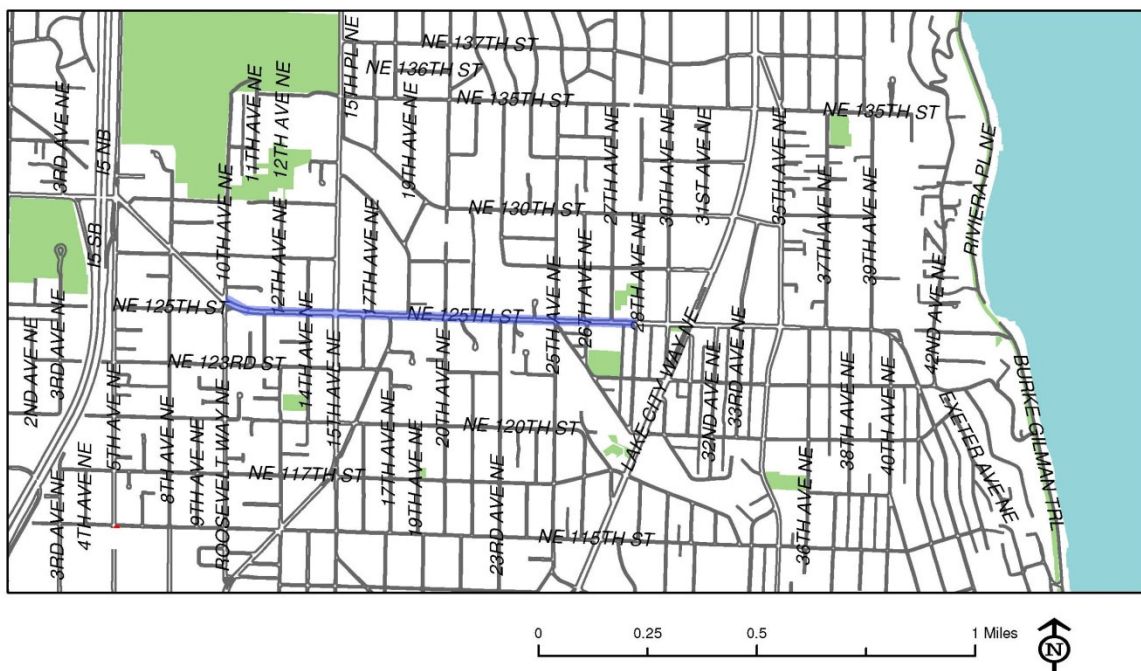 NE 137TH ST
NE 136TH ST
NE 135TH ST
NE 135TH ST
15TH PL NE
3RD AVE NE
I5 NB
11TH AVE NE
12TH AVE NE
19TH AVE NE
27TH AVE NE
30TH AVE NE
31ST AVE NE
35TH AVE NE
37TH AVE NE
39TH AVE NE
RIVIERA PL NE
NE 130TH ST
I5 SB
10TH AVE NE
12TH AVE NE
17TH AVE NE
25TH AVE NE
26TH AVE NE
28TH AVE NE
42ND AVE NE
NE 125TH ST
NE 125TH ST
2ND AVE NE
3RD AVE NE
NE 123RD ST
14TH AVE NE
15TH AVE NE
20TH AVE NE
LAKE CITY WAY NE
32ND AVE NE
33RD AVE NE
38TH AVE NE
40TH AVE NE
EXETER AVE NE
BURKE GILMAN TRL
5TH AVE NE
8TH AVE NE
9TH AVE NE
ROOSEVELT WAY NE
NE 120TH ST
NE 117TH ST
3RD AVE NE
4TH AVE NE
17TH AVE NE
19TH AVE NE
23RD AVE NE
NE 115TH ST
36TH AVE NE
0 0.25 0.5 1 Miles
N